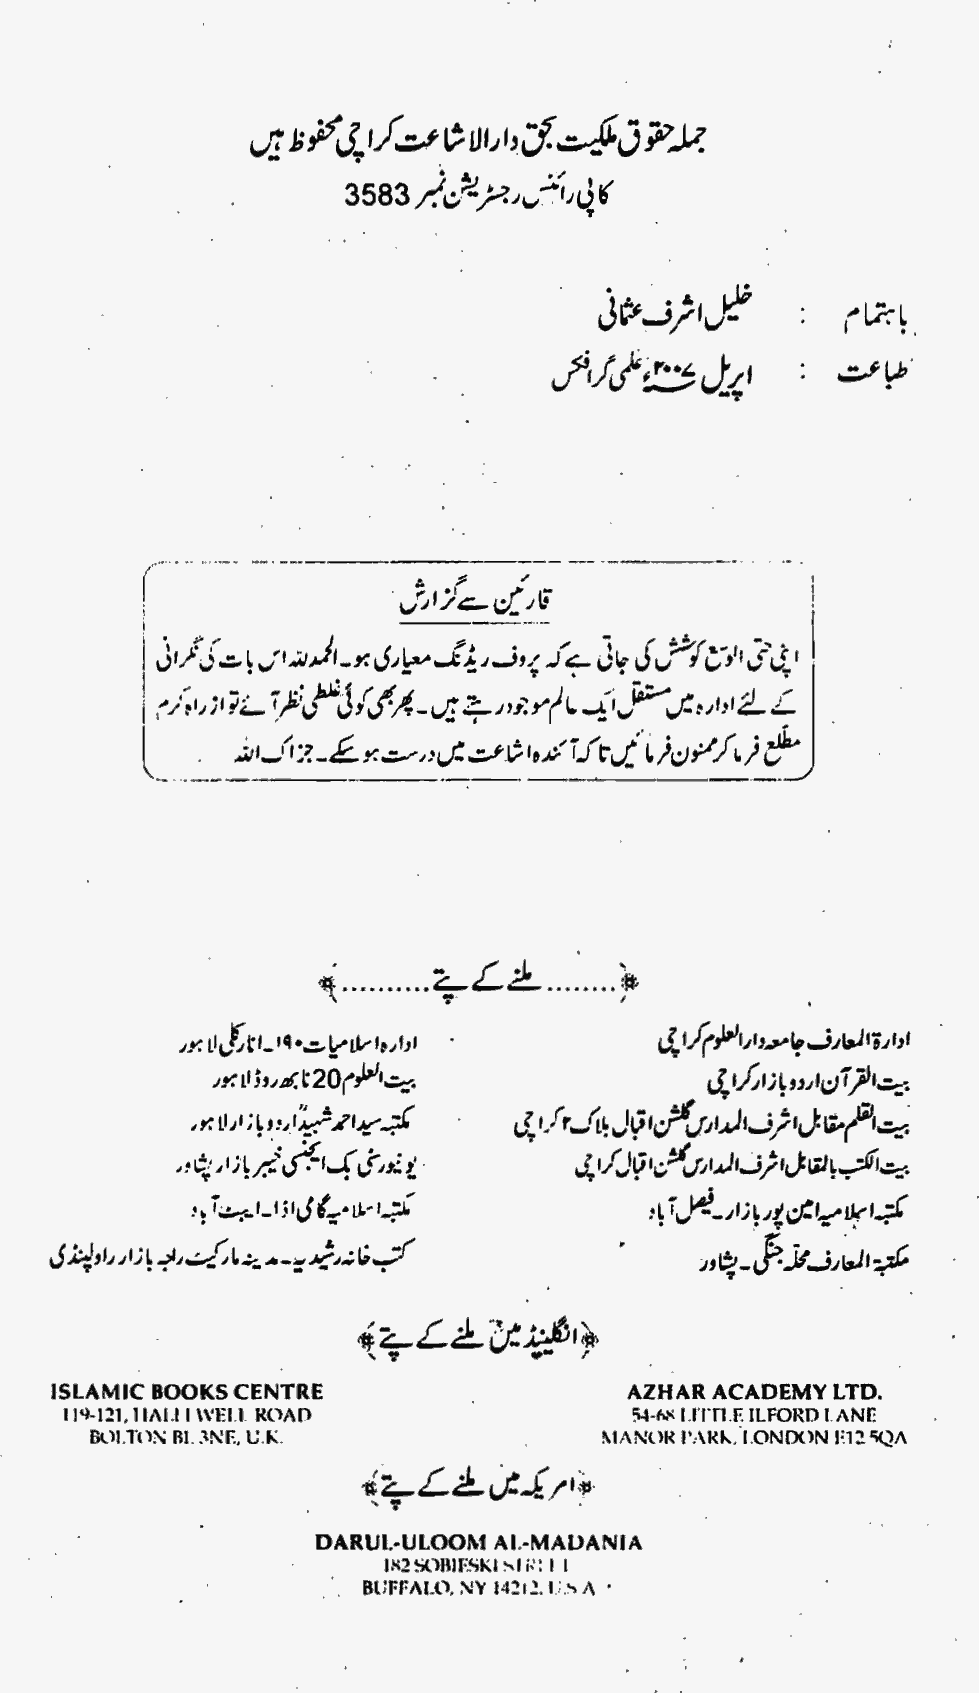 جملہ حقوق ملکیت بحق دارالاشاعت کراچی محفوظ ہیں
کاپی رائٹس رجسٹریشن نمبر 3583
باہتمام : خلیل اشرف عثمانی
طباعت : اپریل ۲۰۰۷ء علمی گرافکس
قارئین سے گزارش
اپنی حتی الوسع کوشش کی جاتی ہے کہ پروف ریڈنگ معیاری ہو۔ الحمدللہ اس بات کی نگرانی
کے لئے ادارہ میں مستقل ایک عالم موجود رہتے ہیں۔ پھر بھی کوئی غلطی نظر آئے تو از راہ کرم
مطلع فرما کر ممنون فرمائیں تاکہ آئندہ اشاعت میں درست ہو سکے۔ جزاک اللہ
﴿........ ملنے کے پتے ..........﴾
ادارۃ المعارف جامعہ دارالعلوم کراچی
بیت القرآن اردو بازار کراچی
بیت القلم مقابل اشرف المدارس گلشن اقبال بلاک ۲ کراچی
بیت الکتب بالمقابل اشرف المدارس گلشن اقبال کراچی
مکتبہ اسلامیہ امین پور بازار۔ فیصل آباد
مکتبۃ المعارف محلہ جنگی۔ پشاور
ادارہ اسلامیات ۱۹۰۔ انارکلی لاہور
بیت العلوم 20 نابھ روڈ لاہور
مکتبہ سید احمد شہیدؒ اردو بازار لاہور
یونیورسٹی بک ایجنسی خیبر بازار پشاور
مکتبہ اسلامیہ گامی اڈا۔ ایبٹ آباد
کتب خانہ رشیدیہ۔ مدینہ مارکیٹ راجہ بازار راولپنڈی
﴿انگلینڈ میں ملنے کے پتے﴾
ISLAMIC BOOKS CENTRE
119-121, HALLI WELL ROAD
BOLTON BL 3NE, U.K.
AZHAR ACADEMY LTD.
54-68 LITTLE ILFORD LANE
MANOR PARK, LONDON E12 5QA
﴿امریکہ میں ملنے کے پتے﴾
DARUL-ULOOM AL-MADANIA
182 SOBIESKI STREET
BUFFALO, NY 14212, U.S.A